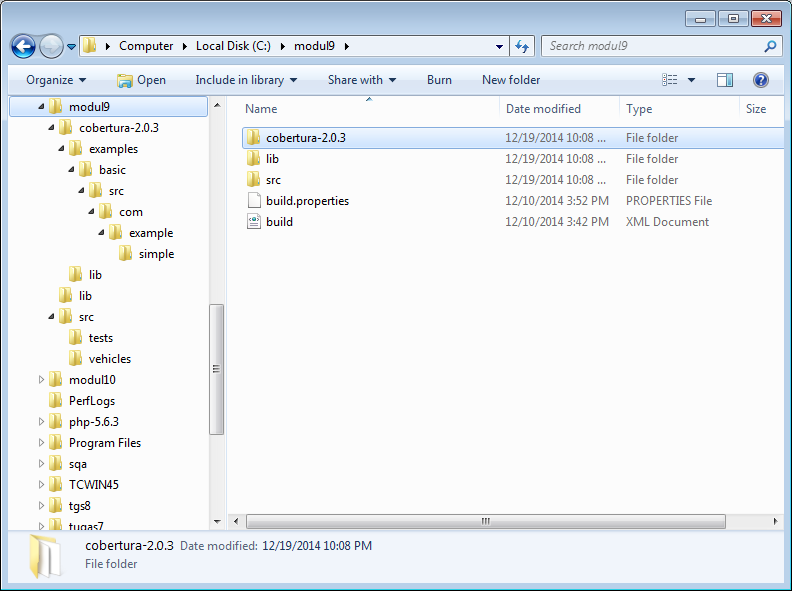 Computer Local Disk (C:) modul9 Search modul9
Organize Open Include in library Share with Burn New folder
modul9
cobertura-2.0.3
examples
basic
src
com
example
simple
lib
lib
src
tests
vehicles
modul10
PerfLogs
php-5.6.3
Program Files
sqa
TCWIN45
tgs8
tugas7
Name Date modified Type Size
cobertura-2.0.3 12/19/2014 10:08 ... File folder
lib 12/19/2014 10:08 ... File folder
src 12/19/2014 10:08 ... File folder
build.properties 12/10/2014 3:52 PM PROPERTIES File
build 12/10/2014 3:42 PM XML Document
cobertura-2.0.3 Date modified: 12/19/2014 10:08 PM
File folder